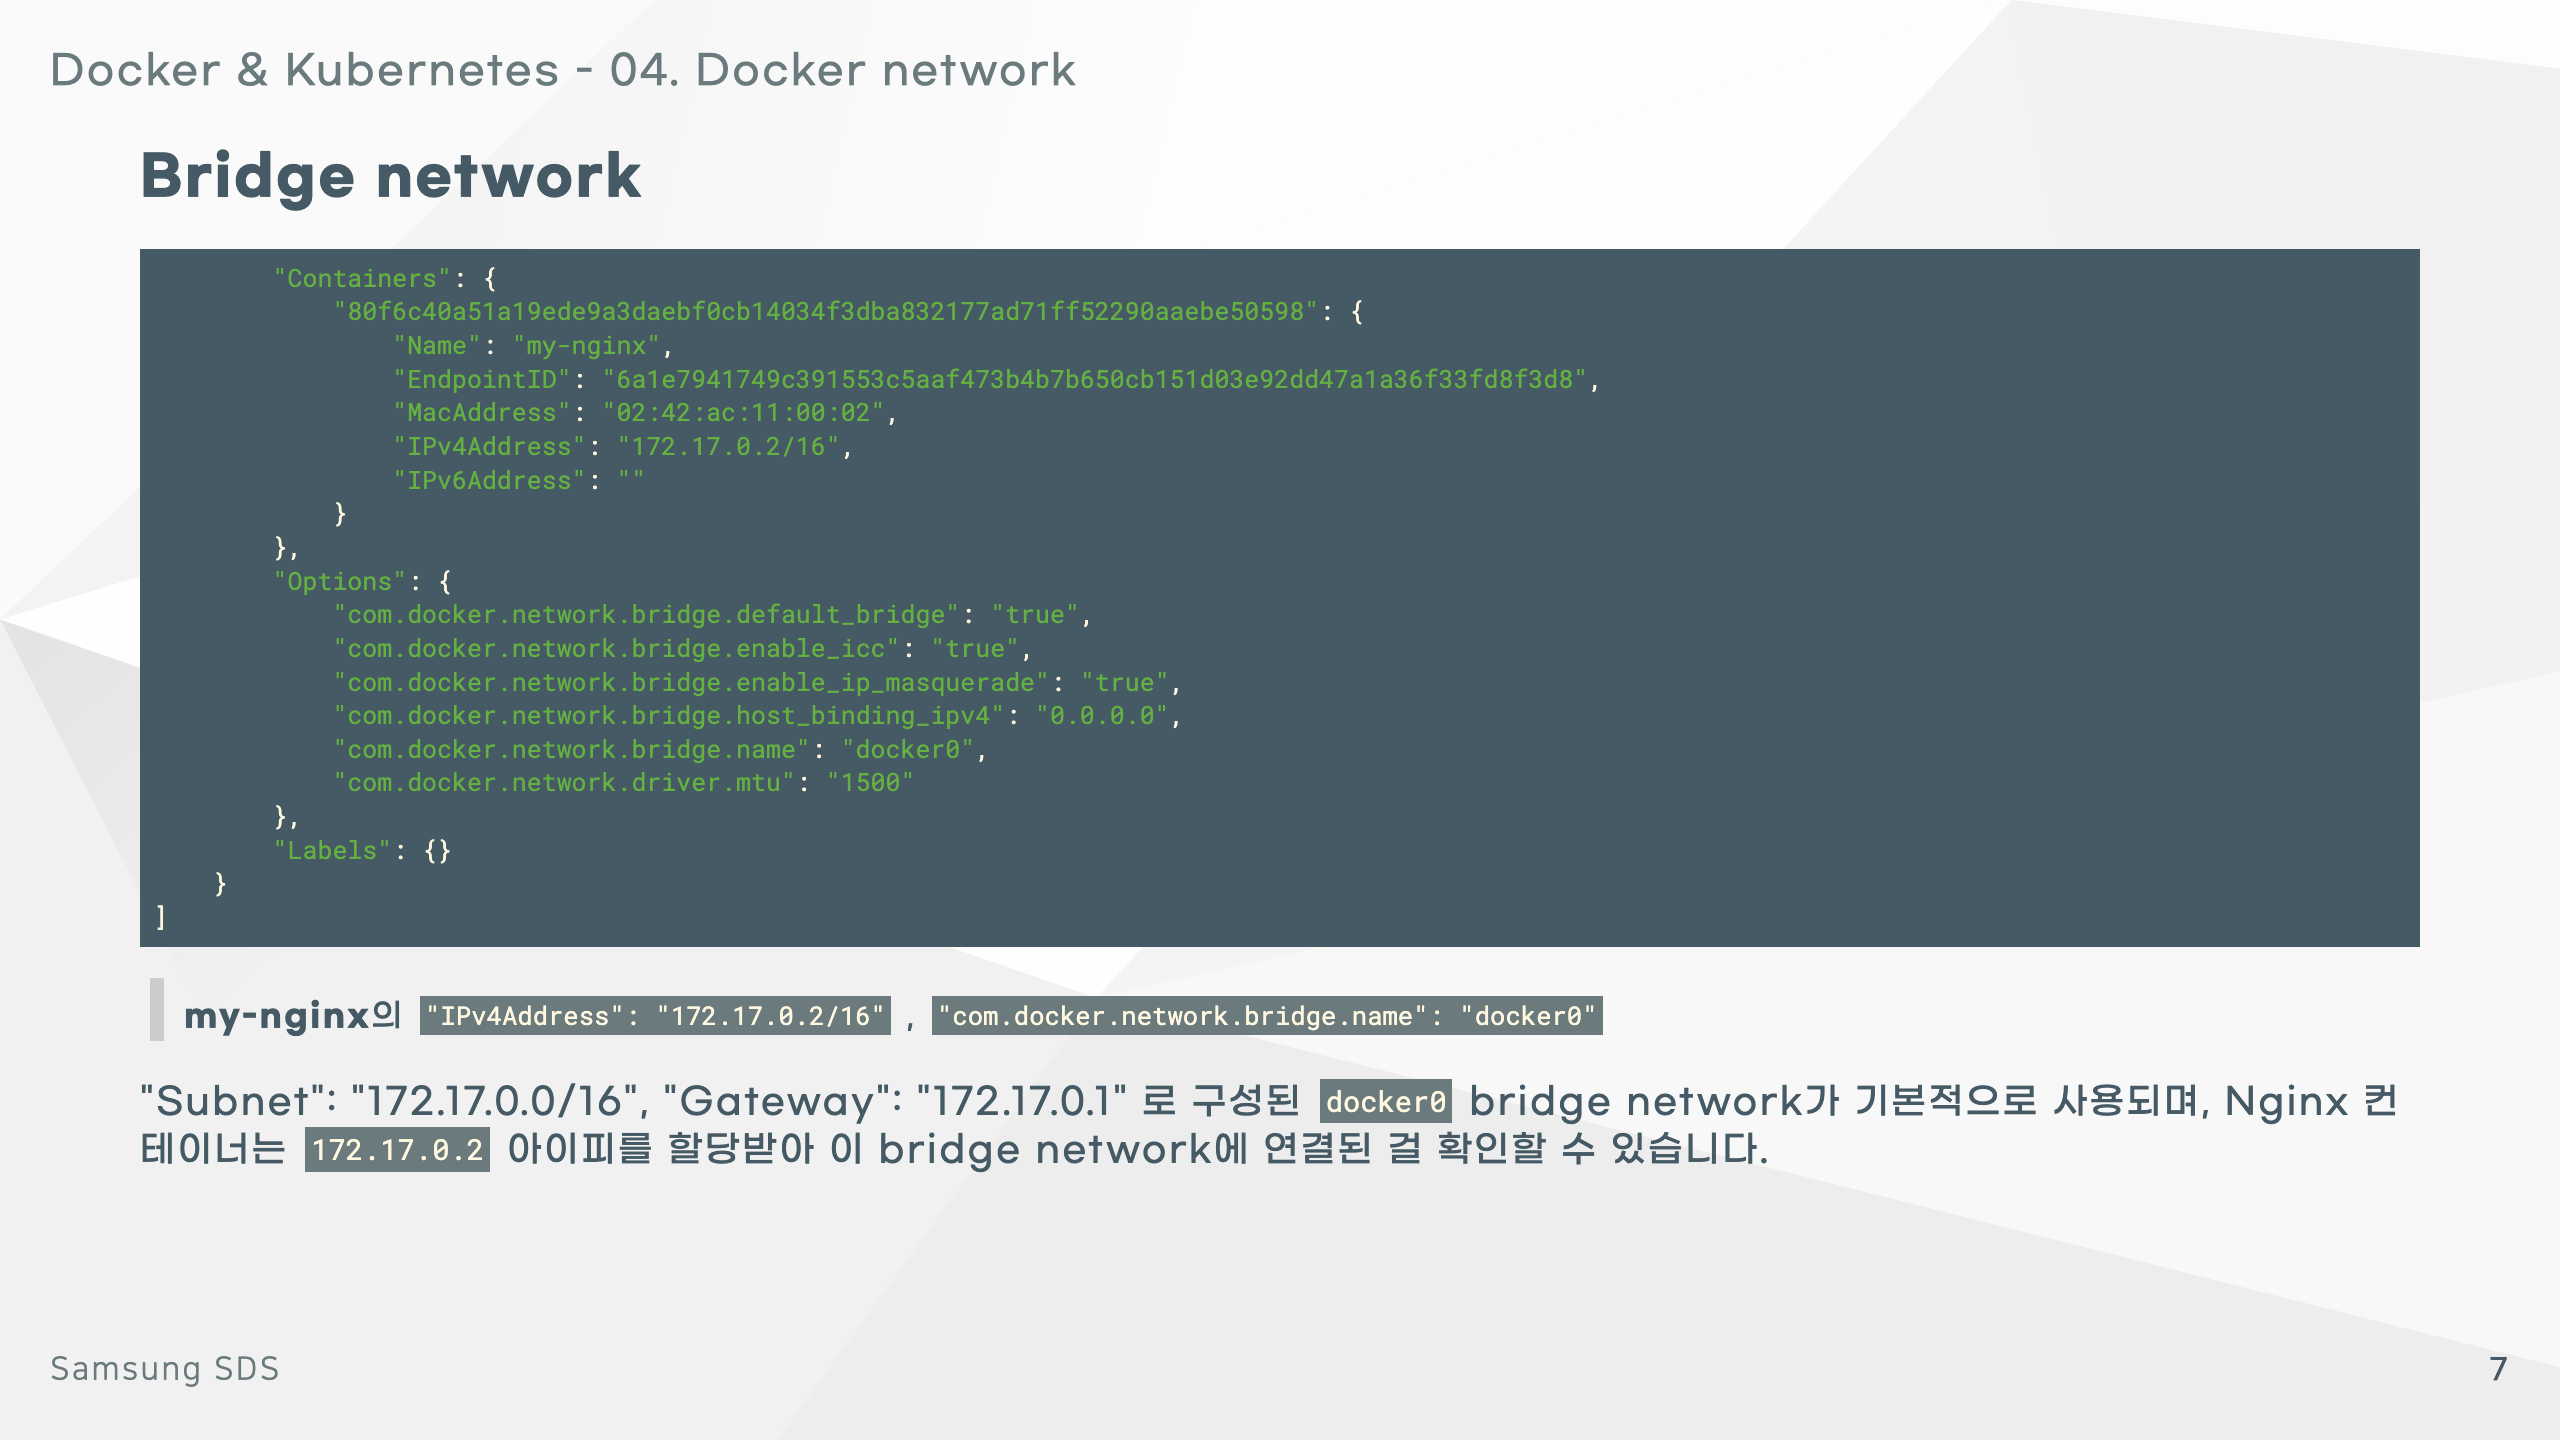 Docker & Kubernetes - 04. Docker network
Bridge network
"Containers": {
"80f6c40a51a19ede9a3daebf0cb14034f3dba832177ad71ff52290aaebe50598": {
"Name": "my-nginx",
"EndpointID": "6a1e7941749c391553c5aaf473b4b7b650cb151d03e92dd47a1a36f33fd8f3d8",
"MacAddress": "02:42:ac:11:00:02",
"IPv4Address": "172.17.0.2/16",
"IPv6Address": ""
}
},
"Options": {
"com.docker.network.bridge.default_bridge": "true",
"com.docker.network.bridge.enable_icc": "true",
"com.docker.network.bridge.enable_ip_masquerade": "true",
"com.docker.network.bridge.host_binding_ipv4": "0.0.0.0",
"com.docker.network.bridge.name": "docker0",
"com.docker.network.driver.mtu": "1500"
},
"Labels": {}
}
]
my-nginx의 "IPv4Address": "172.17.0.2/16" , "com.docker.network.bridge.name": "docker0"
"Subnet": "172.17.0.0/16", "Gateway": "172.17.0.1" 로 구성된 docker0 bridge network가 기본적으로 사용되며, Nginx 컨
테이너는 172.17.0.2 아이피를 할당받아 이 bridge network에 연결된 걸 확인할 수 있습니다.
Samsung SDS
7